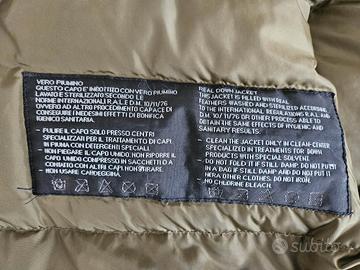 VERO PIUMINO
QUESTO CAPO E' IMBOTTITO CON VERO PIUMINO
LAVATO E STERILIZZATO SECONDO LE
NORME INTERNAZIONALI R.A.L.E D.M. 10/11/76
OVVERO AD ALTRO PROCEDIMENTO CAPACE DI
CONSEGUIRE I MEDESIMI EFFETTI DI BONIFICA
IGIENICO SANITARIA.
- PULIRE IL CAPO SOLO PRESSO CENTRI
SPECIALIZZATI PER IL TRATTAMENTO DI CAPI
IN PIUMA CON DETERGENTI SPECIALI
- NON PIEGARE IL CAPO UMIDO. NON RIPORRE
IL CAPO COMPRESSO IN SACCHETTO O
A CONTATTO CON ALTRI CAPI. NON STIRARE.
- NON USARE CANDEGGINA.
REAL DOWN JACKET
THIS JACKET IS FILLED WITH REAL
FEATHERS WASHED AND STERILIZED ACCORDING
TO THE INTERNATIONAL REGULATIONS R.A.L AND
D.M. 10/11/76 OR OTHER PROCESS ABLE TO
OBTAIN THE SAME EFFECTS OF HYGIENIC AND
SANITARY RESULTS.
- CLEAN THE JACKET ONLY IN CLEAN-CENTER
SPECIALIZED IN TREATMENTS FOR DOWN
PRODUCTS WITH SPECIAL SOLVENTS
- DO NOT FOLD IT IF STILL DAMP. DO NOT PUT
IN A BAG IF STILL DAMP AND DO NOT PUT IT
NEAR OTHER CLOTHES. DO NOT IRON.
NO CHLORINE BLEACH.
subito